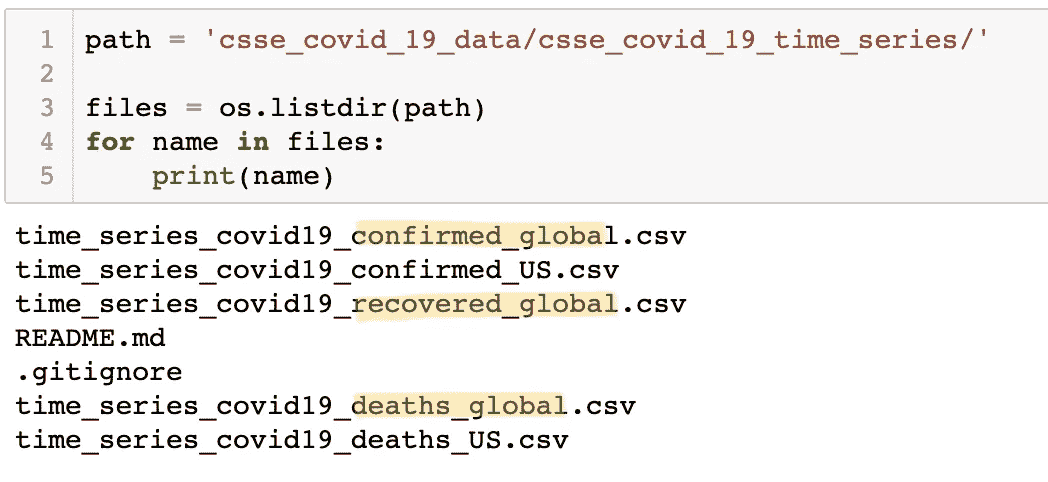 1 path = 'csse_covid_19_data/csse_covid_19_time_series/'
2
3 files = os.listdir(path)
4 for name in files:
5     print(name)
time_series_covid19_confirmed_global.csv
time_series_covid19_confirmed_US.csv
time_series_covid19_recovered_global.csv
README.md
.gitignore
time_series_covid19_deaths_global.csv
time_series_covid19_deaths_US.csv